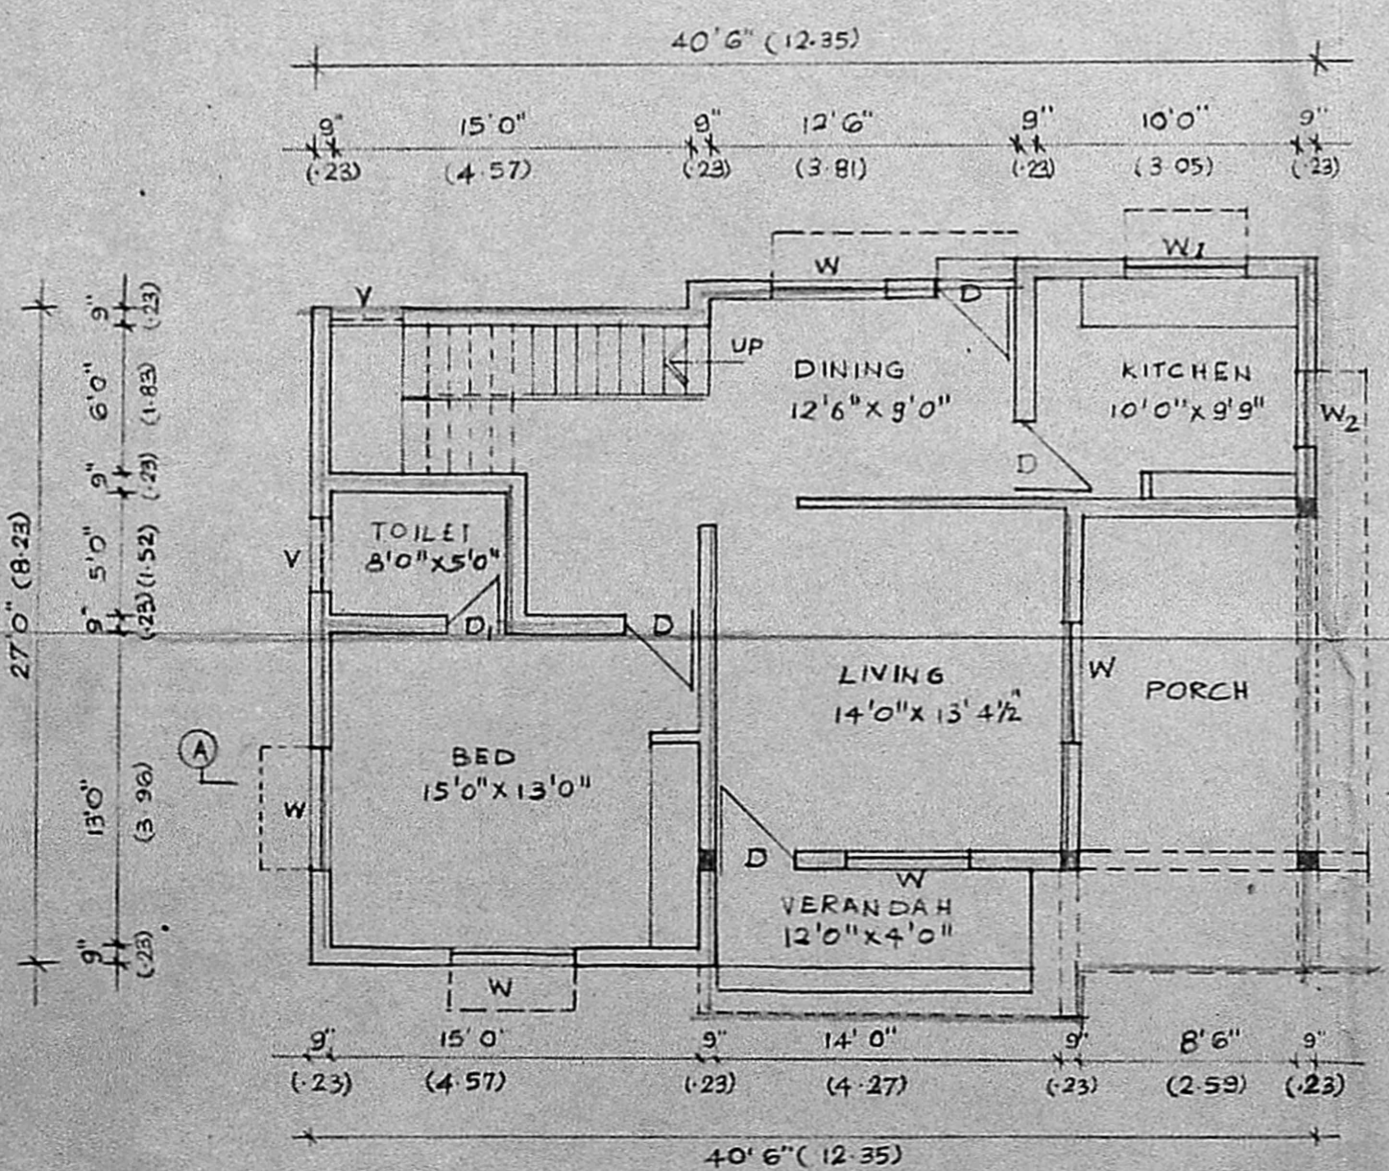 40'6" (12.35)
9" 15'0" 9" 12'6" 9" 10'0" 9"
(.23) (4.57) (.23) (3.81) (.23) (3.05) (.23)
W1
W
V
D
UP
DINING
12'6" X 9'0"
KITCHEN
10'0" X 9'9"
W2
D
TOILET
8'0" X 5'0"
V
D1
D
LIVING
14'0" X 13' 4½"
W
PORCH
A
BED
15'0" X 13'0"
W
D
W
VERANDAH
12'0" X 4'0"
W
27'0" (8.23)
9" 6'0" 9" 5'0" 9" 13'0" 9"
(.23) (1.83) (.23) (1.52) (.23) (3.96) (.23)
9" 15'0' 9" 14'0" 9" 8'6" 9"
(.23) (4.57) (.23) (4.27) (.23) (2.59) (.23)
40'6" (12.35)